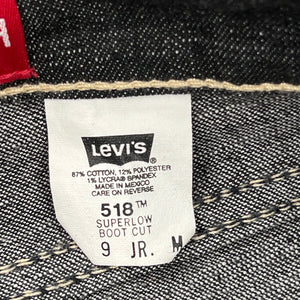 LEVI'S
87% COTTON, 12% POLYESTER
1% LYCRA® SPANDEX
MADE IN MEXICO
CARE ON REVERSE
518™
SUPERLOW
BOOT CUT
9 JR. M